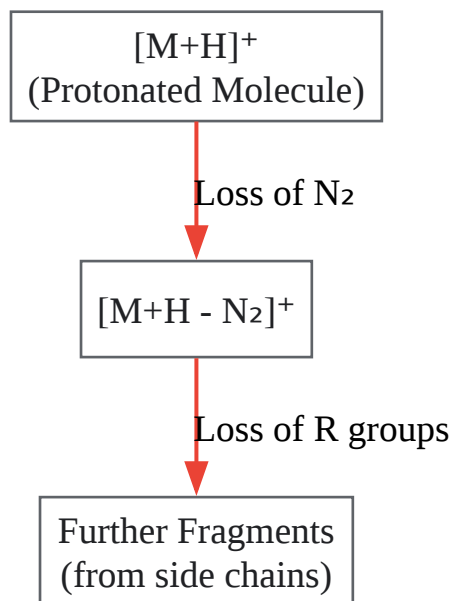 [M+H]⁺
(Protonated Molecule)
Loss of N₂
[M+H - N₂]⁺
Loss of R groups
Further Fragments
(from side chains)